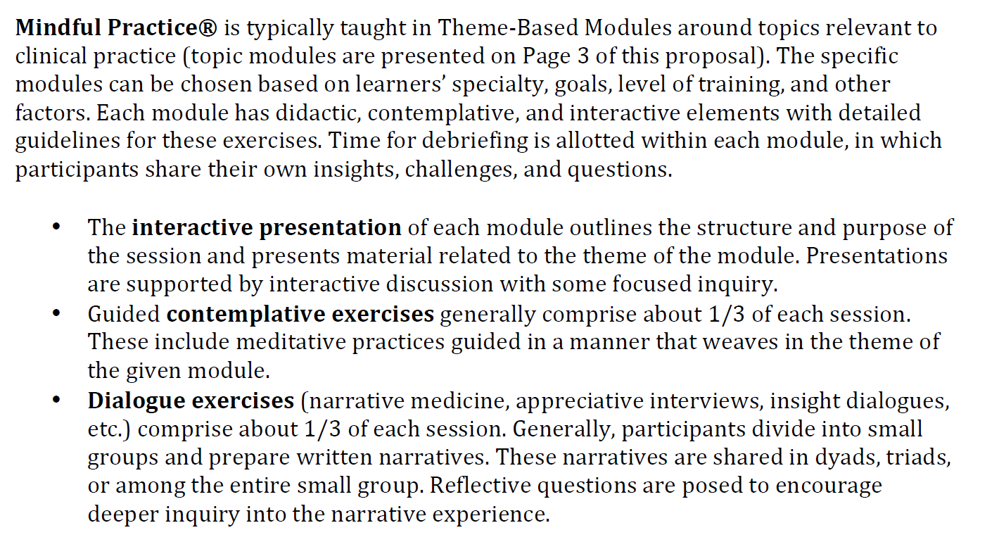 Mindful Practice® is typically taught in Theme-Based Modules around topics relevant to
clinical practice (topic modules are presented on Page 3 of this proposal). The specific
modules can be chosen based on learners’ specialty, goals, level of training, and other
factors. Each module has didactic, contemplative, and interactive elements with detailed
guidelines for these exercises. Time for debriefing is allotted within each module, in which
participants share their own insights, challenges, and questions.
• The interactive presentation of each module outlines the structure and purpose of
the session and presents material related to the theme of the module. Presentations
are supported by interactive discussion with some focused inquiry.
• Guided contemplative exercises generally comprise about 1/3 of each session.
These include meditative practices guided in a manner that weaves in the theme of
the given module.
• Dialogue exercises (narrative medicine, appreciative interviews, insight dialogues,
etc.) comprise about 1/3 of each session. Generally, participants divide into small
groups and prepare written narratives. These narratives are shared in dyads, triads,
or among the entire small group. Reflective questions are posed to encourage
deeper inquiry into the narrative experience.